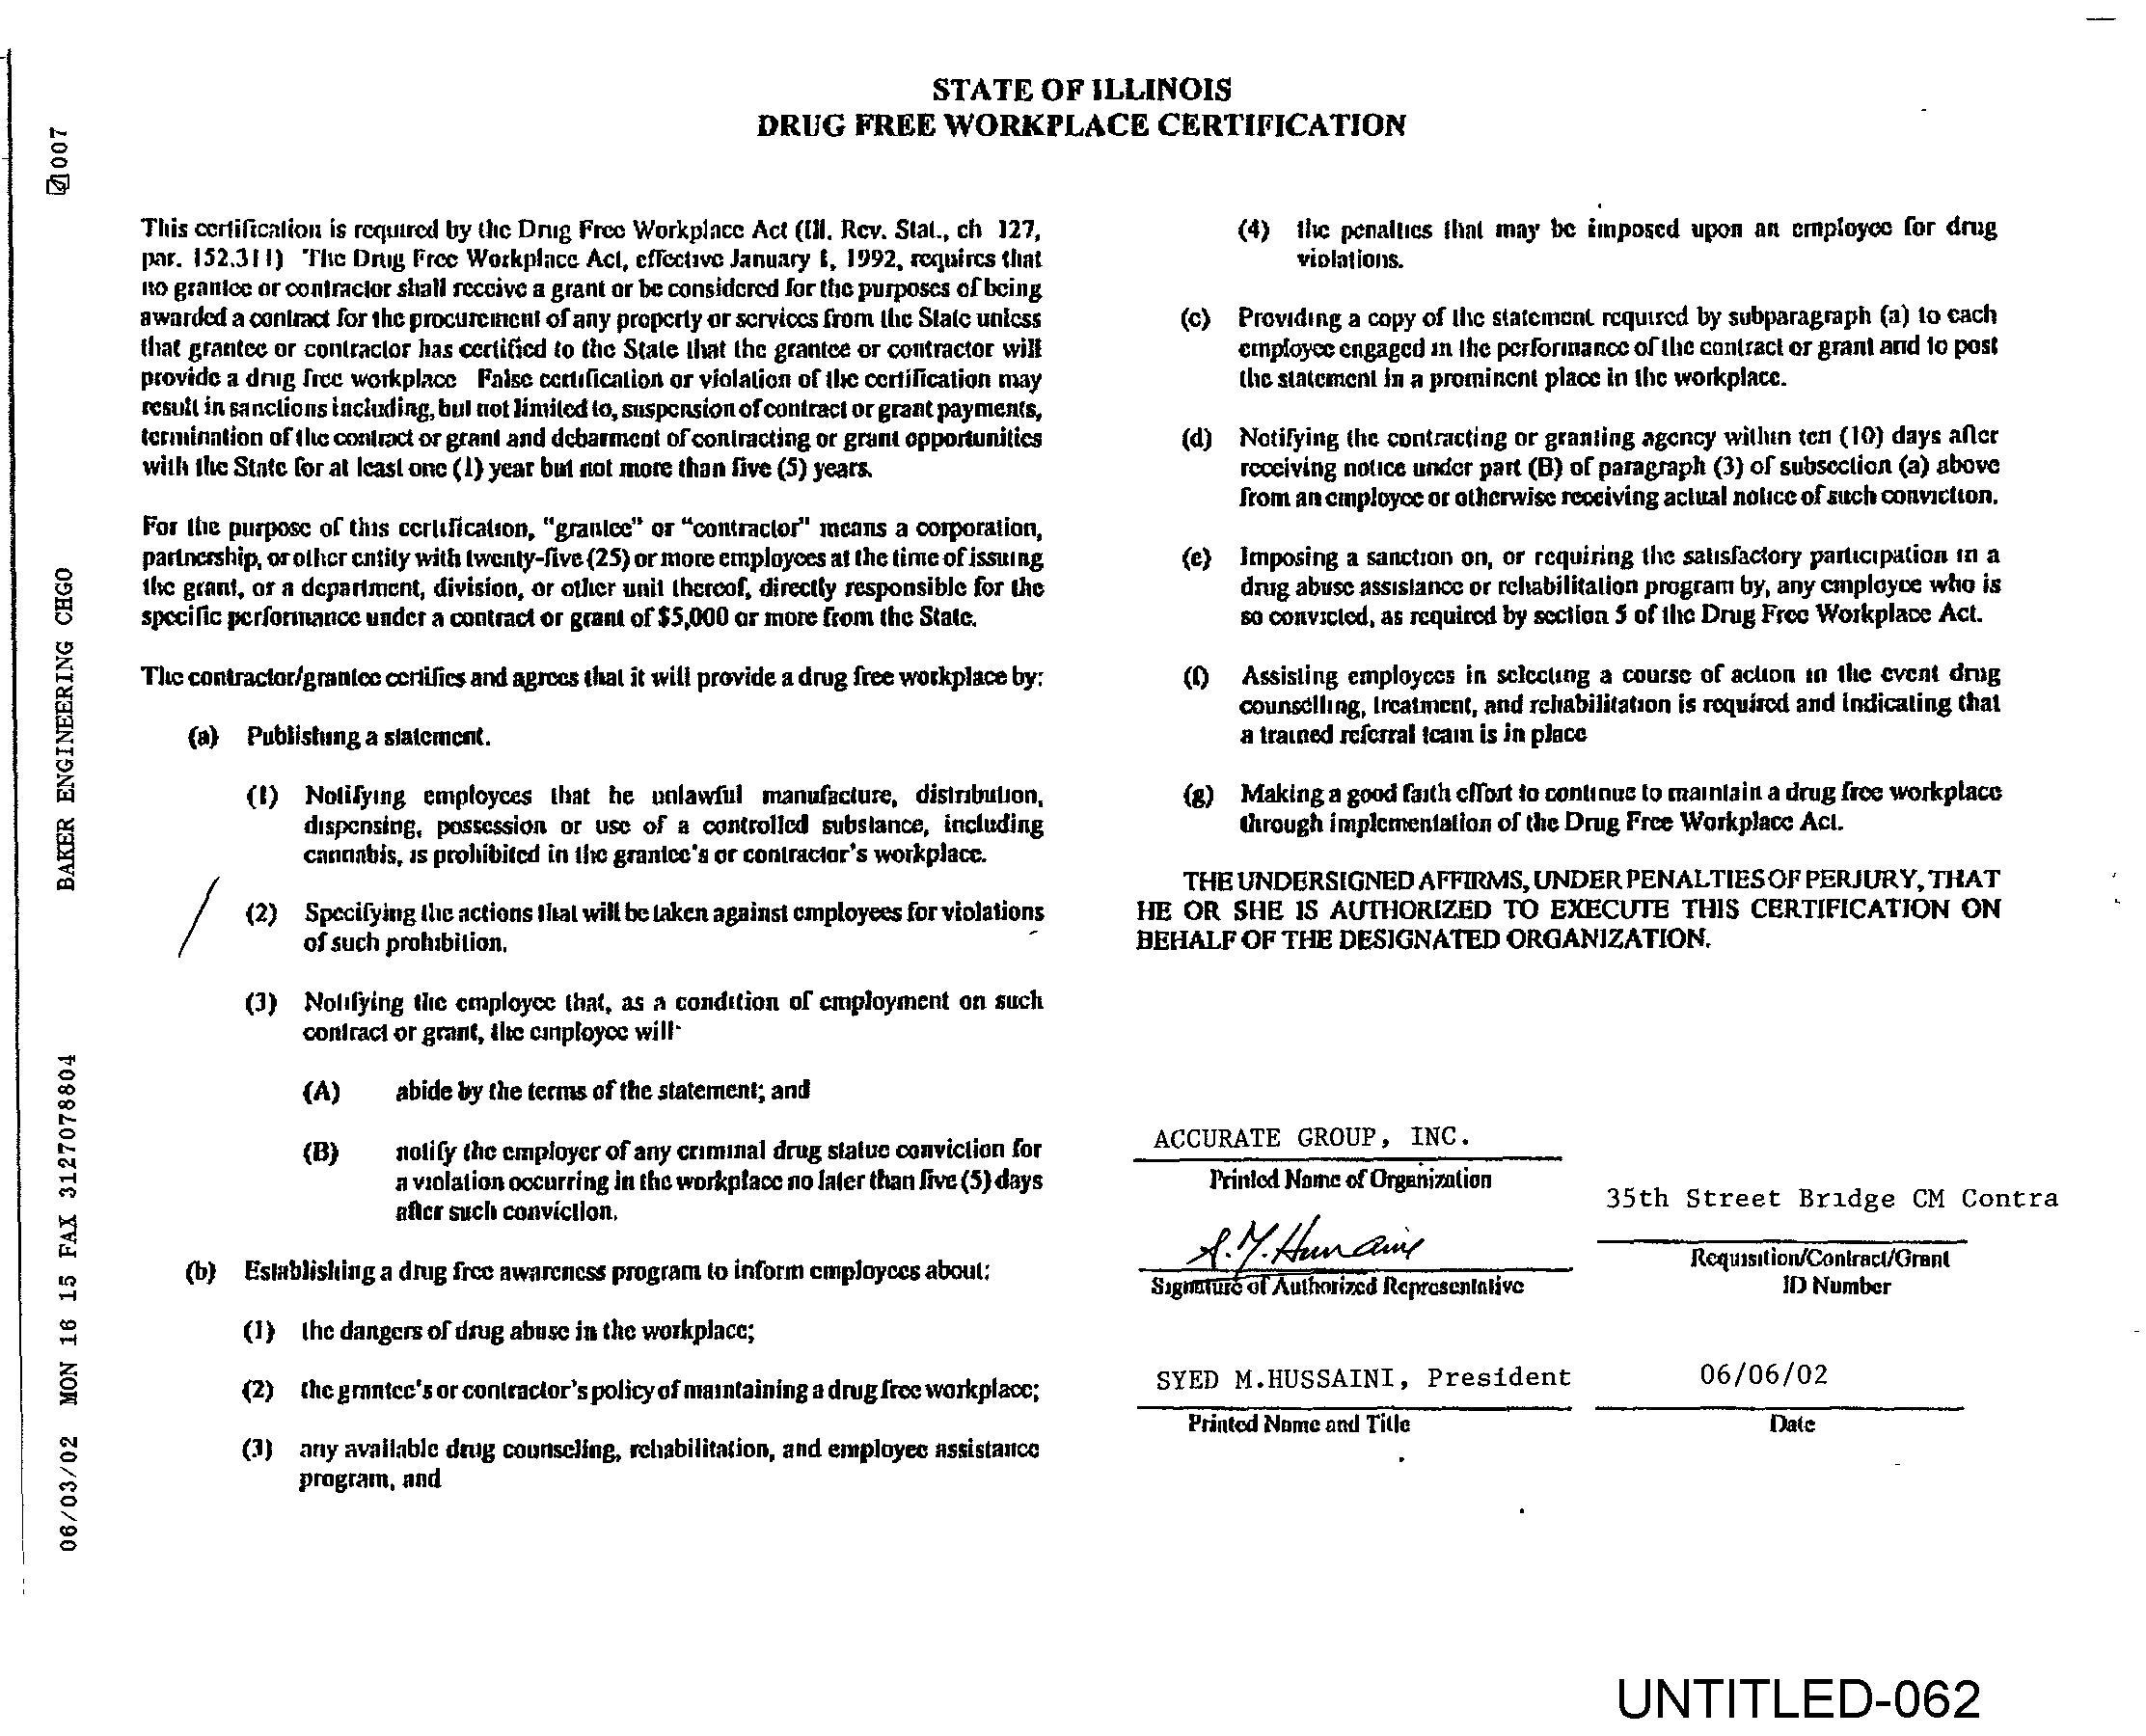 STATE OF ILLINOIS
DRUG FREE WORKPLACE CERTIFICATION
007
BAKER ENGINEERING CHGO
06/03/02 MON 16 15 FAX 3127078804
This certification is required by the Drug Free Workplace Act (Ill. Rev. Stat., ch 127,
par. 152.311) The Drug Free Workplace Act, effective January 1, 1992, requires that
no grantee or contractor shall receive a grant or be considered for the purposes of being
awarded a contract for the procurement of any property or services from the State unless
that grantee or contractor has certified to the State that the grantee or contractor will
provide a drug free workplace False certification or violation of the certification may
result in sanctions including, but not limited to, suspension of contract or grant payments,
termination of the contract or grant and debarment of contracting or grant opportunities
with the State for at least one (1) year but not more than five (5) years.
For the purpose of this certification, "grantee" or "contractor" means a corporation,
partnership, or other entity with twenty-five (25) or more employees at the time of issuing
the grant, or a department, division, or other unit thereof, directly responsible for the
specific performance under a contract or grant of $5,000 or more from the State.
The contractor/grantee certifies and agrees that it will provide a drug free workplace by:
(a) Publishing a statement.
(1) Notifying employees that he unlawful manufacture, distribution,
dispensing, possession or use of a controlled substance, including
cannabis, is prohibited in the grantee's or contractor's workplace.
(2) Specifying the actions that will be taken against employees for violations
of such prohibition.
(3) Notifying the employee that, as a condition of employment on such
contract or grant, the employee will
(A) abide by the terms of the statement; and
(B) notify the employer of any criminal drug statue conviction for
a violation occurring in the workplace no later than five (5) days
after such conviction.
(b) Establishing a drug free awareness program to inform employees about:
(1) the dangers of drug abuse in the workplace;
(2) the grantee's or contractor's policy of maintaining a drug free workplace;
(3) any available drug counseling, rehabilitation, and employee assistance
program, and
(4) the penalties that may be imposed upon an employee for drug
violations.
(c) Providing a copy of the statement required by subparagraph (a) to each
employee engaged in the performance of the contract or grant and to post
the statement in a prominent place in the workplace.
(d) Notifying the contracting or granting agency within ten (10) days after
receiving notice under part (B) of paragraph (3) of subsection (a) above
from an employee or otherwise receiving actual notice of such conviction.
(e) Imposing a sanction on, or requiring the satisfactory participation in a
drug abuse assistance or rehabilitation program by, any employee who is
so convicted, as required by section 5 of the Drug Free Workplace Act.
(f) Assisting employees in selecting a course of action in the event drug
counselling, treatment, and rehabilitation is required and indicating that
a trained referral team is in place
(g) Making a good faith effort to continue to maintain a drug free workplace
through implementation of the Drug Free Workplace Act.
THE UNDERSIGNED AFFIRMS, UNDER PENALTIES OF PERJURY, THAT
HE OR SHE IS AUTHORIZED TO EXECUTE THIS CERTIFICATION ON
BEHALF OF THE DESIGNATED ORGANIZATION.
ACCURATE GROUP, INC.
Printed Name of Organization
35th Street Bridge CM Contra
Requisition/Contract/Grant
ID Number
S.M. Hussaini
Signature of Authorized Representative
SYED M.HUSSAINI, President
Printed Name and Title
06/06/02
Date
UNTITLED-062